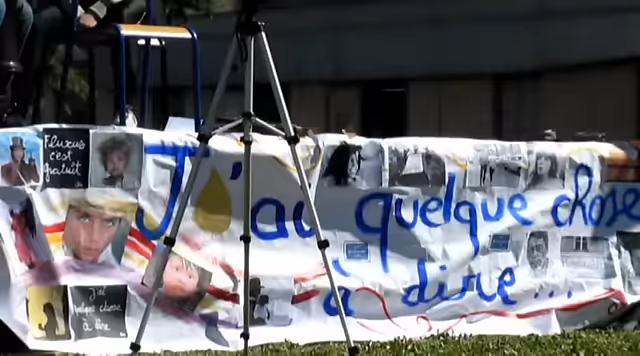 Fluxus
c'est
gratuit
J'ai quelque chose
à dire...
J'ai
quelque chose
à dire